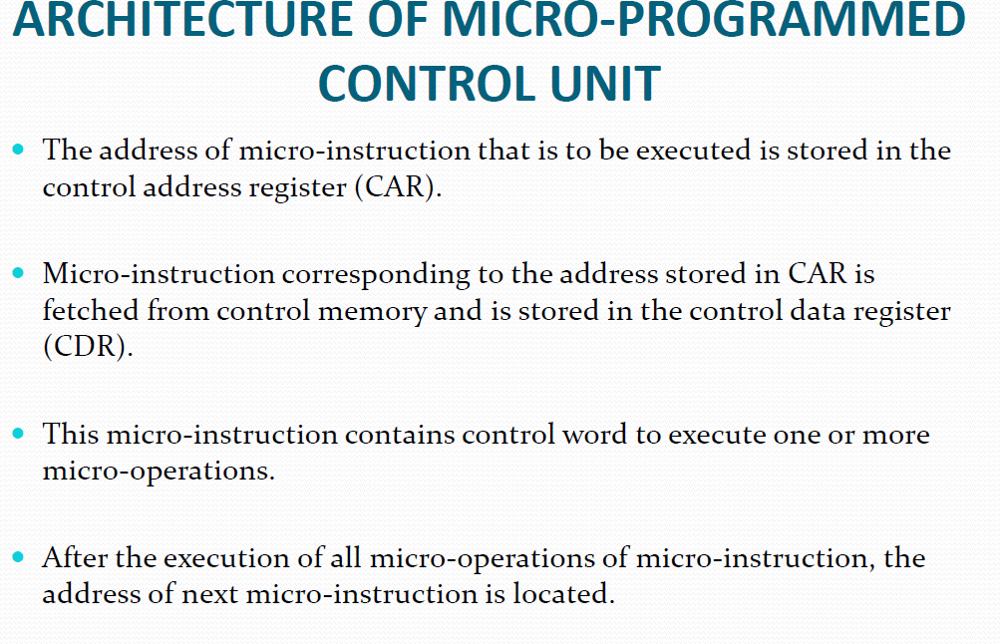 ARCHITECTURE OF MICRO-PROGRAMMED
CONTROL UNIT
• The address of micro-instruction that is to be executed is stored in the
control address register (CAR).
• Micro-instruction corresponding to the address stored in CAR is
fetched from control memory and is stored in the control data register
(CDR).
• This micro-instruction contains control word to execute one or more
micro-operations.
• After the execution of all micro-operations of micro-instruction, the
address of next micro-instruction is located.